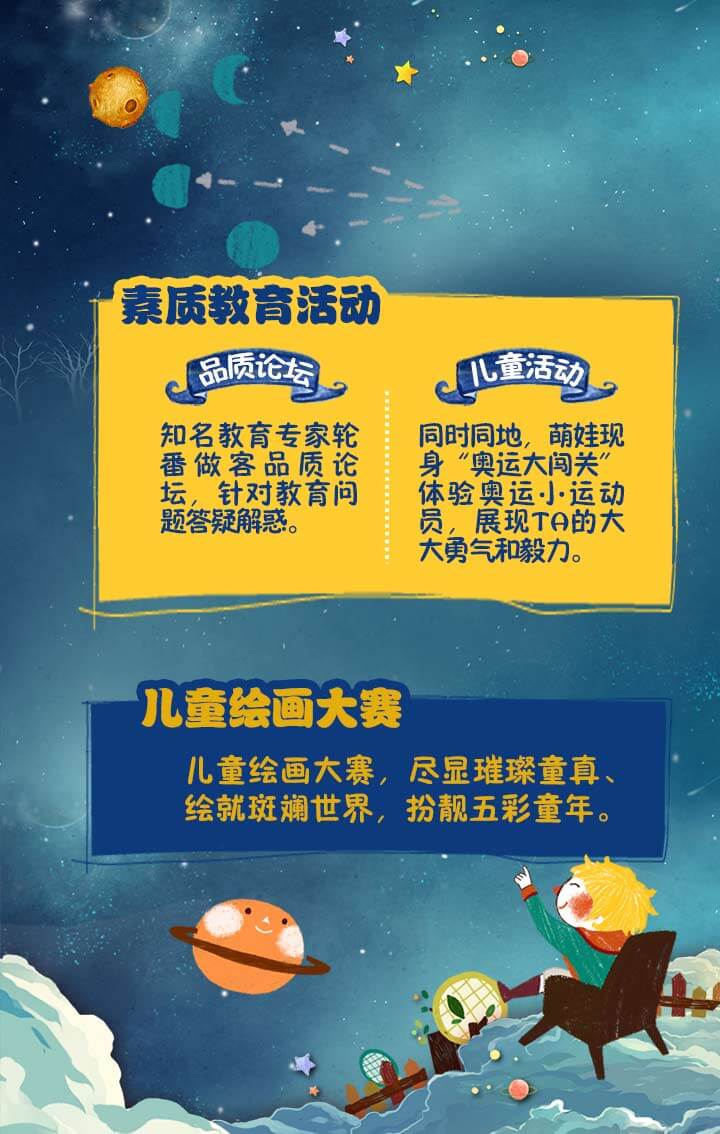 素质教育活动
品质论坛
知名教育专家轮
番做客品质论
坛，针对教育问
题答疑解惑。
儿童活动
同时同地，萌娃现
身“奥运大闯关”
体验奥运小运动
员，展现TA的大
大勇气和毅力。
儿童绘画大赛
儿童绘画大赛，尽显璀璨童真、
绘就斑斓世界，扮靓五彩童年。